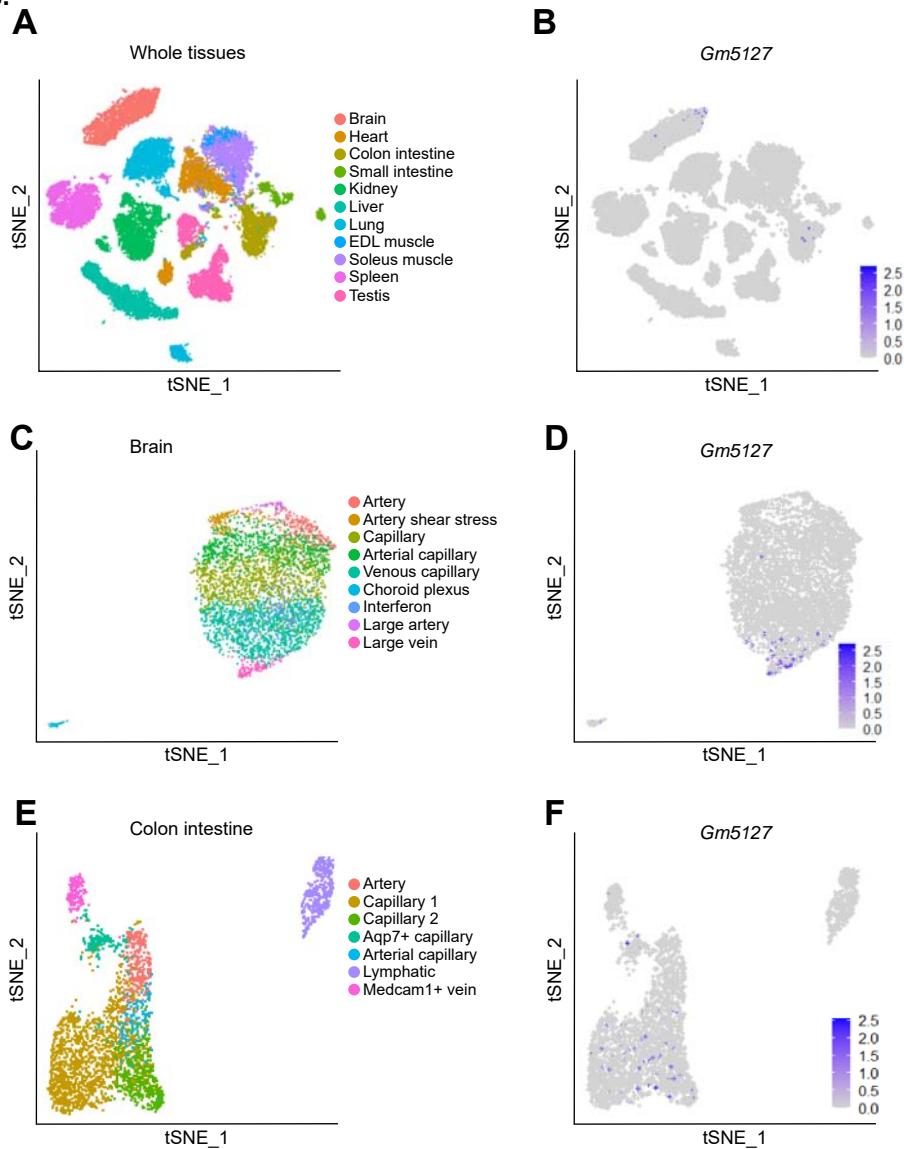 A
B
Whole tissues
Gm5127
tSNE_2
Brain
Heart
Colon intestine
Small intestine
Kidney
Liver
Lung
EDL muscle
Soleus muscle
Spleen
Testis
tSNE_1
tSNE_2
2.5
2.0
1.5
1.0
0.5
0.0
tSNE_1
C
D
Brain
Gm5127
tSNE_2
Artery
Artery shear stress
Capillary
Arterial capillary
Venous capillary
Choroid plexus
Interferon
Large artery
Large vein
tSNE_1
tSNE_2
2.5
2.0
1.5
1.0
0.5
0.0
tSNE_1
E
F
Colon intestine
Gm5127
tSNE_2
Artery
Capillary 1
Capillary 2
Aqp7+ capillary
Arterial capillary
Lymphatic
Medcam1+ vein
tSNE_1
tSNE_2
2.5
2.0
1.5
1.0
0.5
0.0
tSNE_1